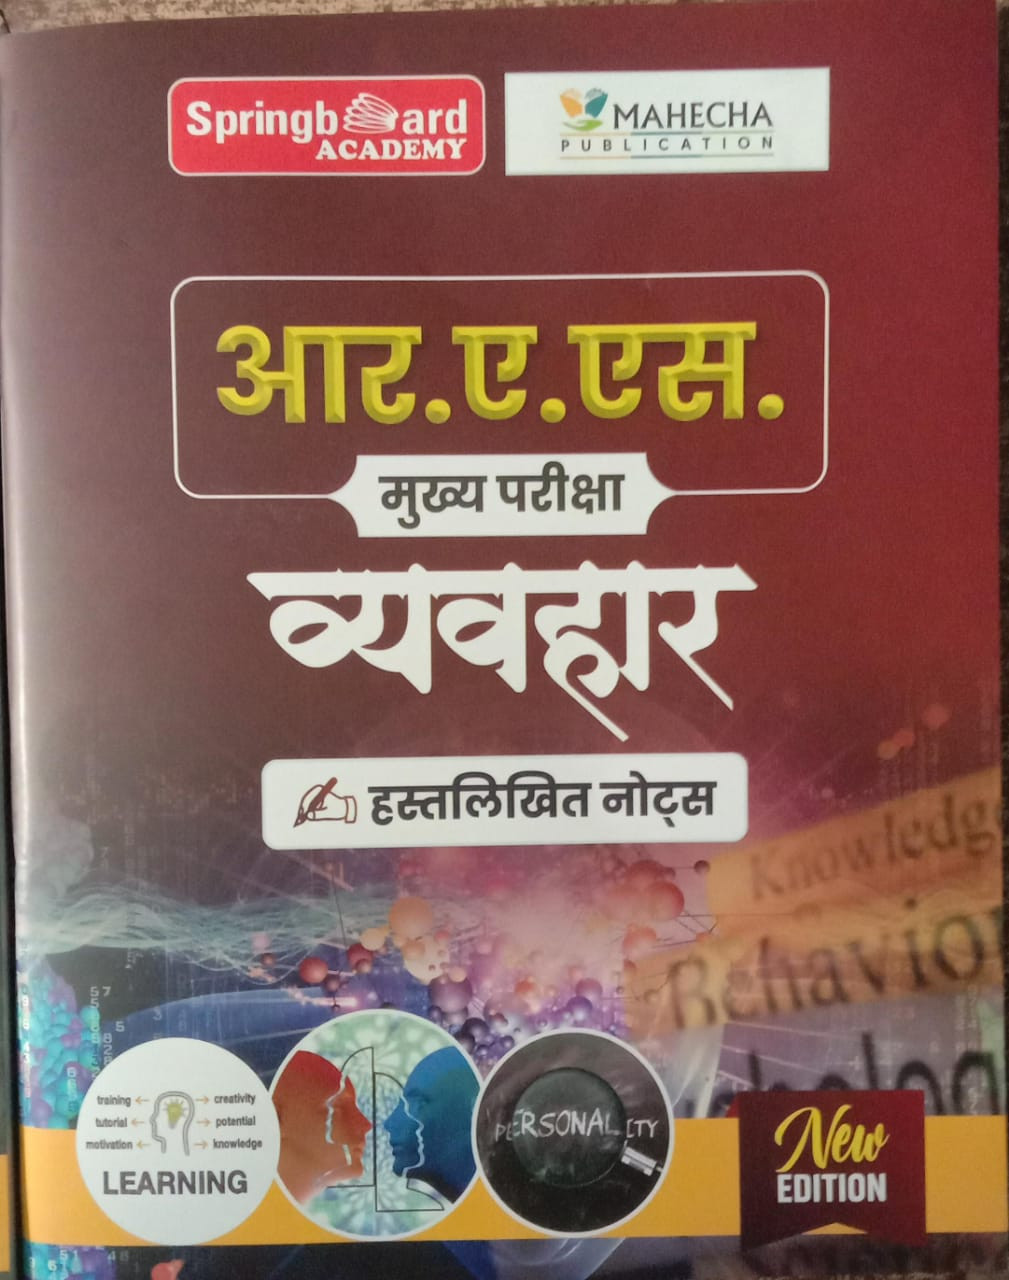 Springboard
ACADEMY
MAHECHA
PUBLICATION
आर.ए.एस.
मुख्य परीक्षा
व्यवहार
हस्तलिखित नोट्स
Knowledge
Behavior
training
tutorial
motivation
creativity
potential
knowledge
LEARNING
PERSONALITY
New
EDITION